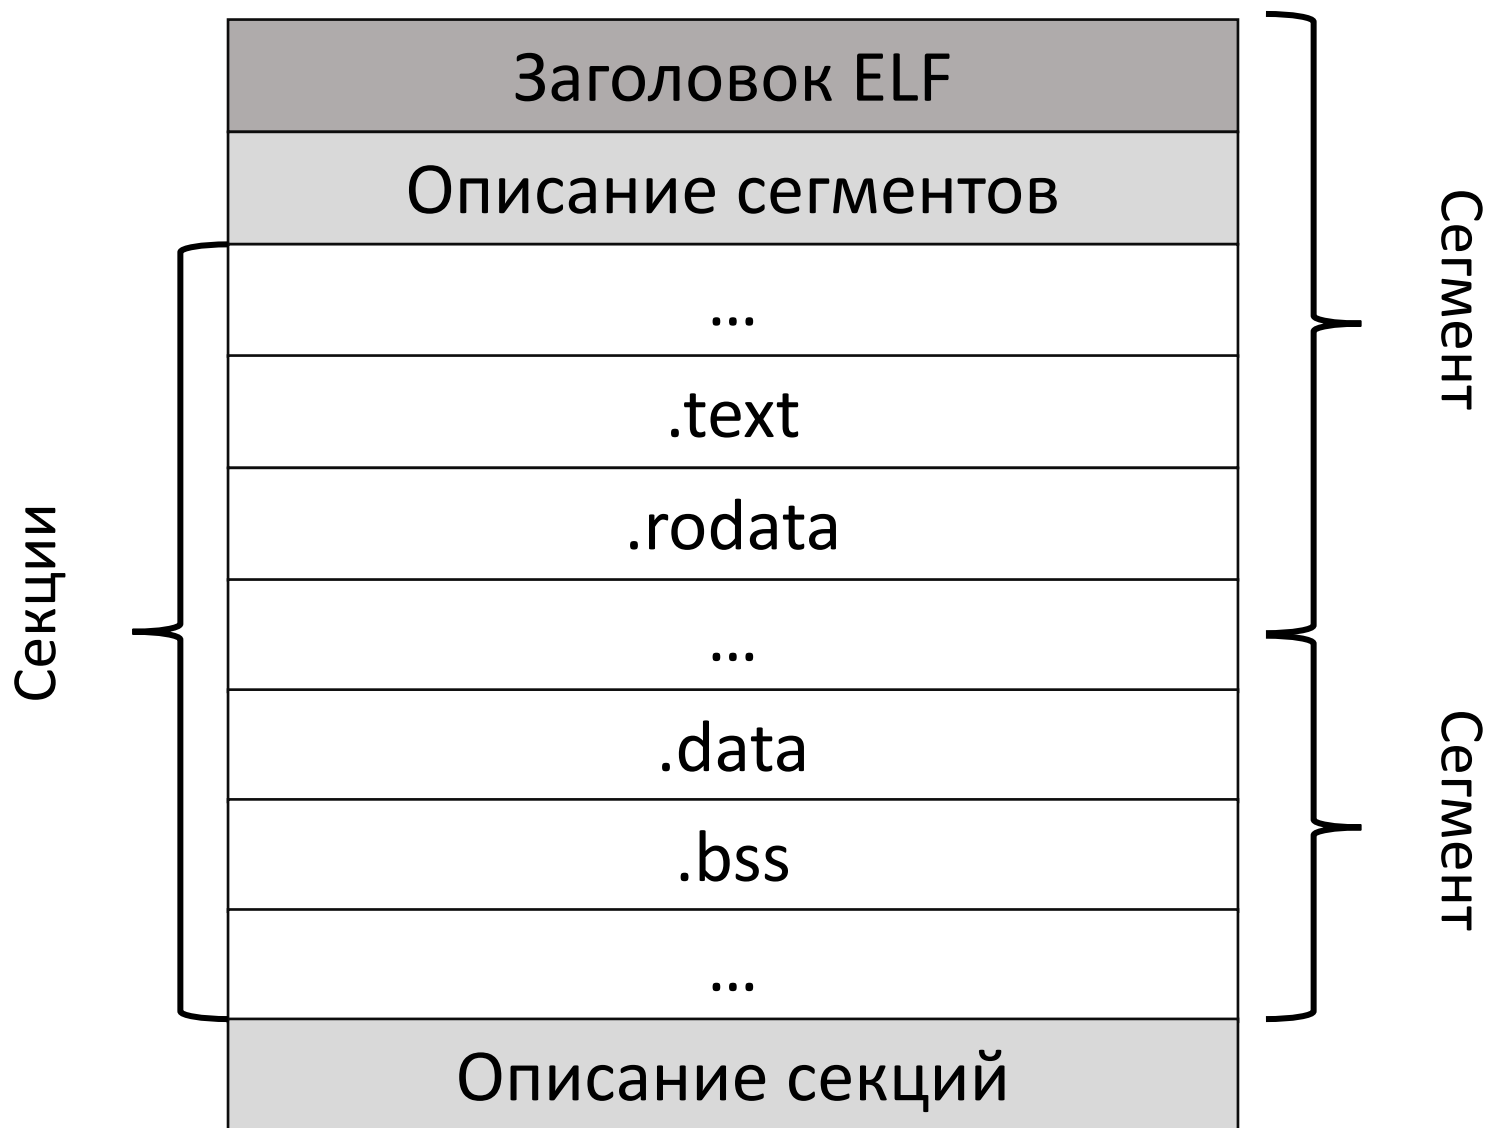 Заголовок ELF
Описание сегментов
…
.text
.rodata
…
.data
.bss
…
Описание секций
Секции
Сегмент
Сегмент